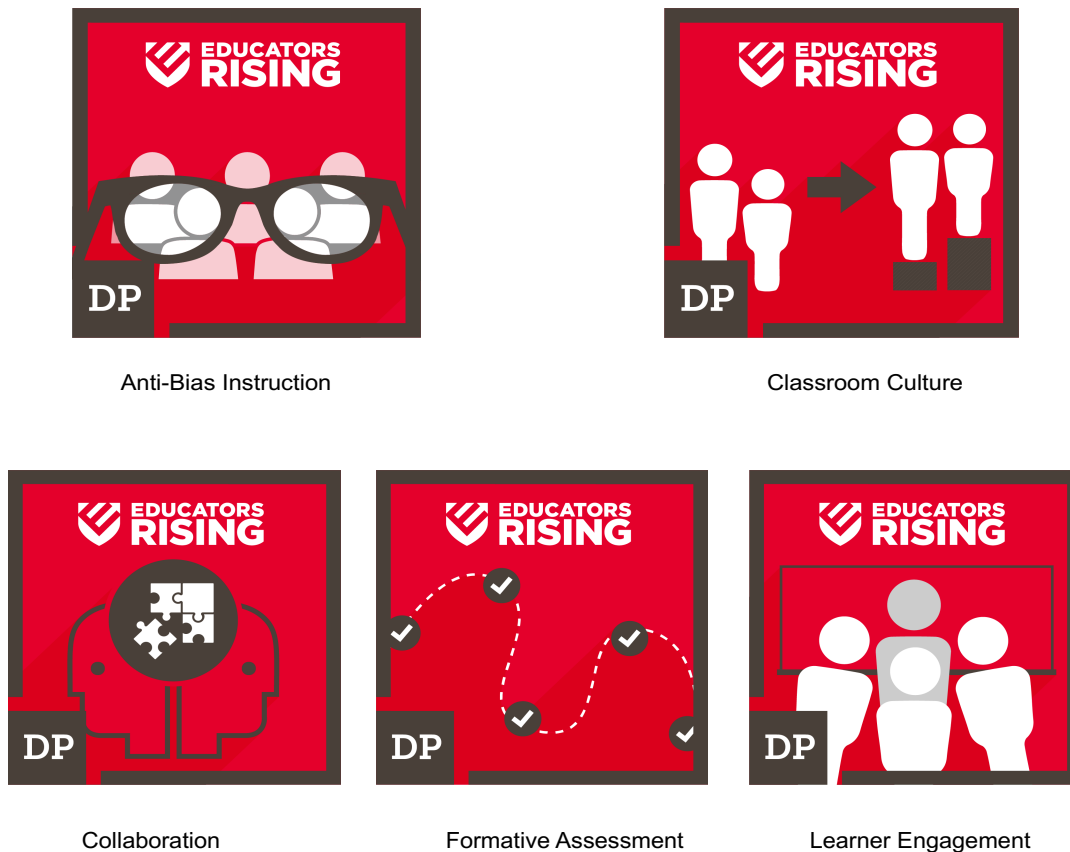 EDUCATORS
RISING
DP
Anti-Bias Instruction
EDUCATORS
RISING
DP
Classroom Culture
EDUCATORS
RISING
DP
Collaboration
EDUCATORS
RISING
DP
Formative Assessment
EDUCATORS
RISING
DP
Learner Engagement